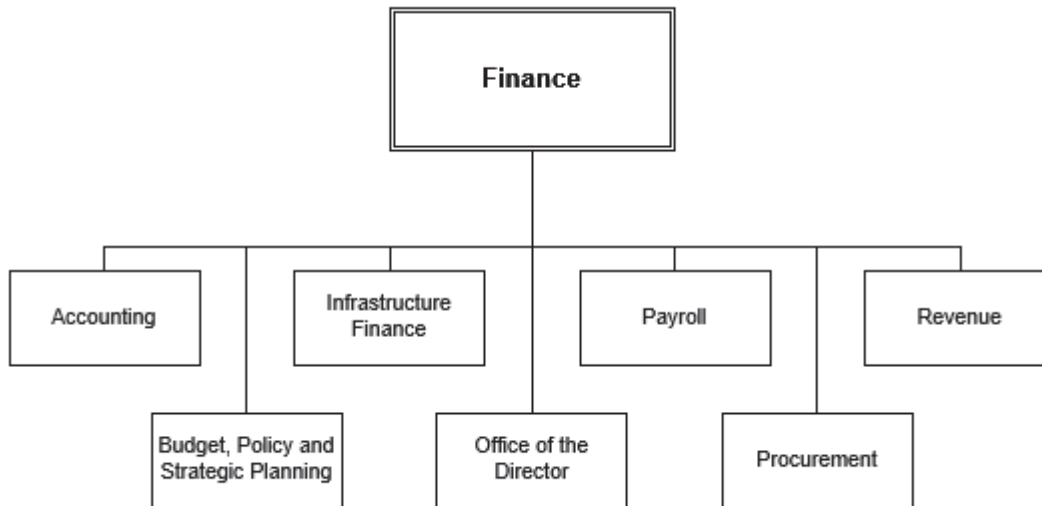 Finance
Accounting
Infrastructure
Finance
Payroll
Revenue
Budget, Policy and
Strategic Planning
Office of the
Director
Procurement